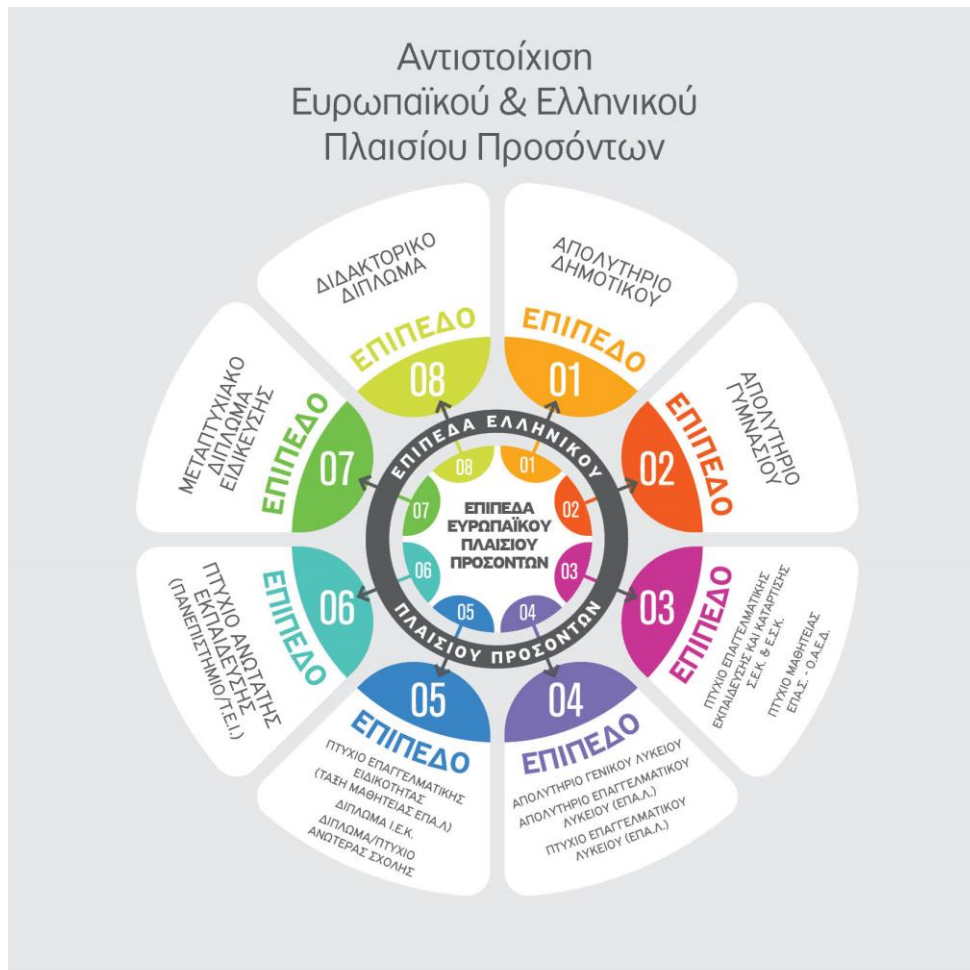 Αντιστοίχιση
Ευρωπαϊκού & Ελληνικού
Πλαισίου Προσόντων
ΑΠΟΛΥΤΗΡΙΟ
ΔΗΜΟΤΙΚΟΥ
ΕΠΙΠΕΔΟ
01
ΑΠΟΛΥΤΗΡΙΟ
ΓΥΜΝΑΣΙΟΥ
ΕΠΙΠΕΔΟ
02
ΕΠΙΠΕΔΟ
03
ΠΤΥΧΙΟ ΕΠΑΓΓΕΛΜΑΤΙΚΗΣ
ΕΚΠΑΙΔΕΥΣΗΣ ΚΑΙ ΚΑΤΑΡΤΙΣΗΣ
Σ.Ε.Κ. & Ε.Σ.Κ.
ΠΤΥΧΙΟ ΜΑΘΗΤΕΙΑΣ
ΕΠΑ.Σ. - Ο.Α.Ε.Δ.
04
ΕΠΙΠΕΔΟ
ΑΠΟΛΥΤΗΡΙΟ ΓΕΝΙΚΟΥ ΛΥΚΕΙΟΥ
ΑΠΟΛΥΤΗΡΙΟ ΕΠΑΓΓΕΛΜΑΤΙΚΟΥ
ΛΥΚΕΙΟΥ (ΕΠΑ.Λ.)
ΠΤΥΧΙΟ ΕΠΑΓΓΕΛΜΑΤΙΚΟΥ
ΛΥΚΕΙΟΥ (ΕΠΑ.Λ.)
05
ΕΠΙΠΕΔΟ
ΠΤΥΧΙΟ ΕΠΑΓΓΕΛΜΑΤΙΚΗΣ
ΕΙΔΙΚΟΤΗΤΑΣ
(ΤΑΞΗ ΜΑΘΗΤΕΙΑΣ ΕΠΑ.Λ)
ΔΙΠΛΩΜΑ Ι.Ε.Κ.
ΔΙΠΛΩΜΑ/ΠΤΥΧΙΟ
ΑΝΩΤΕΡΑΣ ΣΧΟΛΗΣ
06
ΕΠΙΠΕΔΟ
ΠΤΥΧΙΟ ΑΝΩΤΑΤΗΣ
ΕΚΠΑΙΔΕΥΣΗΣ
(ΠΑΝΕΠΙΣΤΗΜΙΟ/Τ.Ε.Ι.)
ΜΕΤΑΠΤΥΧΙΑΚΟ
ΔΙΠΛΩΜΑ
ΕΙΔΙΚΕΥΣΗΣ
ΕΠΙΠΕΔΟ
07
ΔΙΔΑΚΤΟΡΙΚΟ
ΔΙΠΛΩΜΑ
ΕΠΙΠΕΔΟ
08
ΕΠΙΠΕΔΑ ΕΛΛΗΝΙΚΟΥ
ΠΛΑΙΣΙΟΥ ΠΡΟΣΟΝΤΩΝ
01
02
03
04
05
06
07
08
ΕΠΙΠΕΔΑ
ΕΥΡΩΠΑΪΚΟΥ
ΠΛΑΙΣΙΟΥ
ΠΡΟΣΟΝΤΩΝ